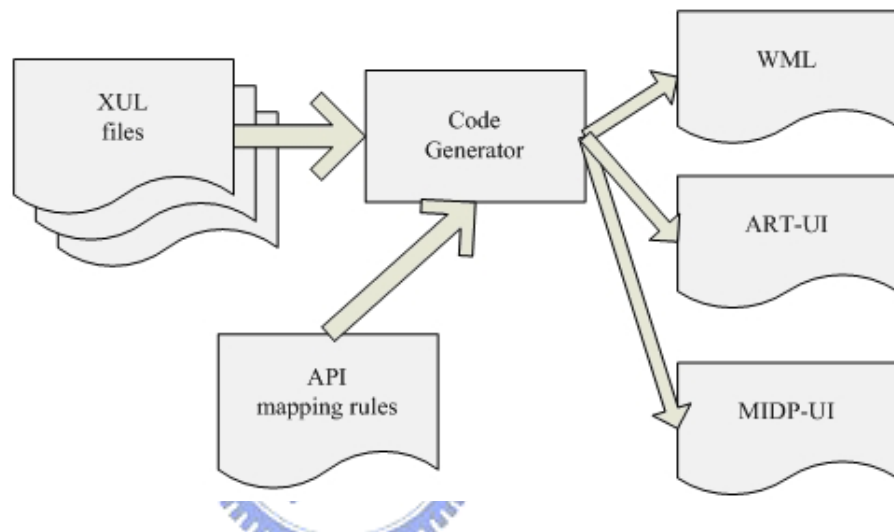 XUL
files
Code
Generator
API
mapping rules
WML
ART-UI
MIDP-UI